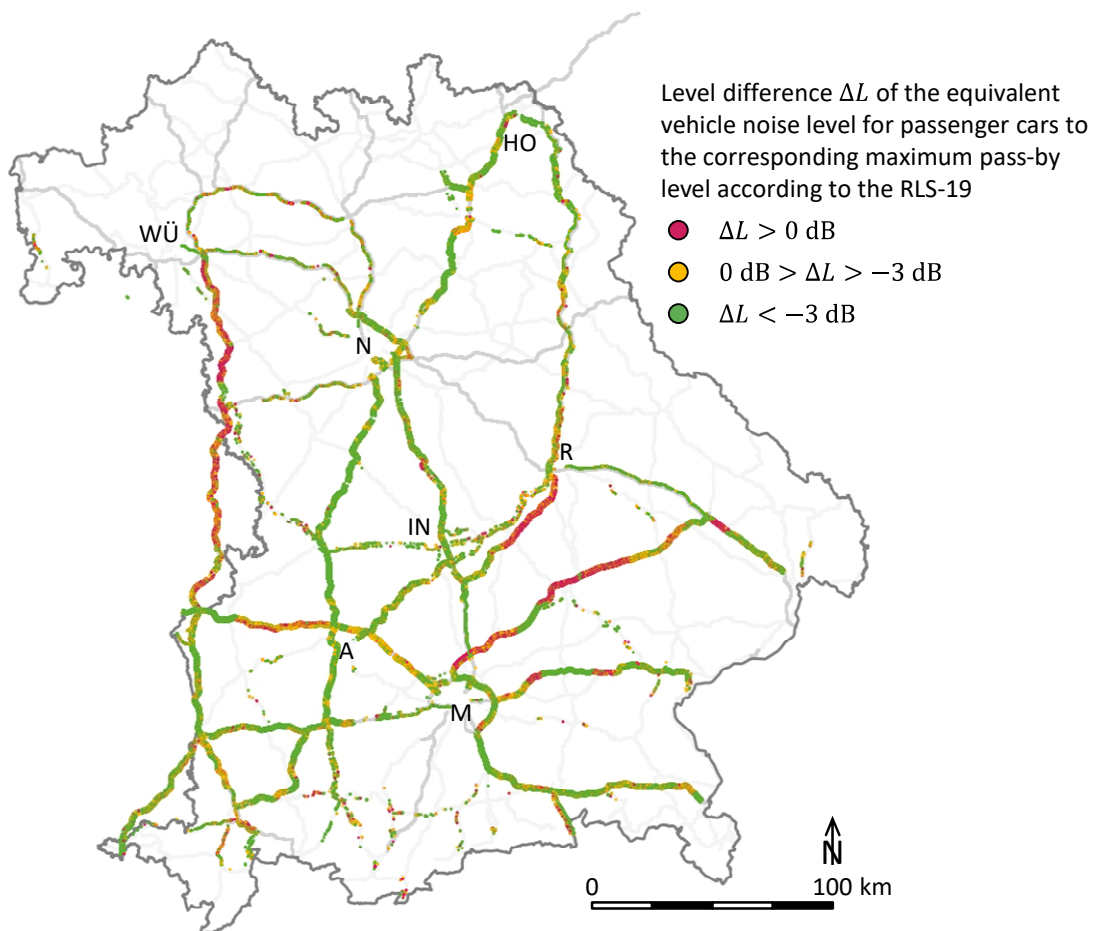 Level difference Δ𝐿 of the equivalent
vehicle noise level for passenger cars to
the corresponding maximum pass-by
level according to the RLS-19
Δ𝐿 > 0 dB
0 dB > Δ𝐿 > −3 dB
Δ𝐿 < −3 dB
HO
WÜ
N
R
IN
A
M
N
0 100 km